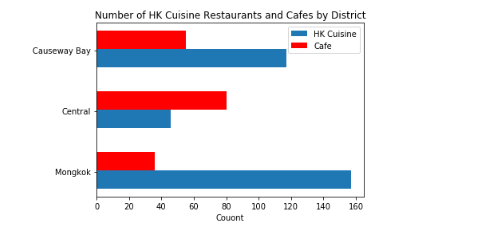 Number of HK Cuisine Restaurants and Cafes by District
HK Cuisine
Cafe
Causeway Bay
Central
Mongkok
0 20 40 60 80 100 120 140 160
Couont